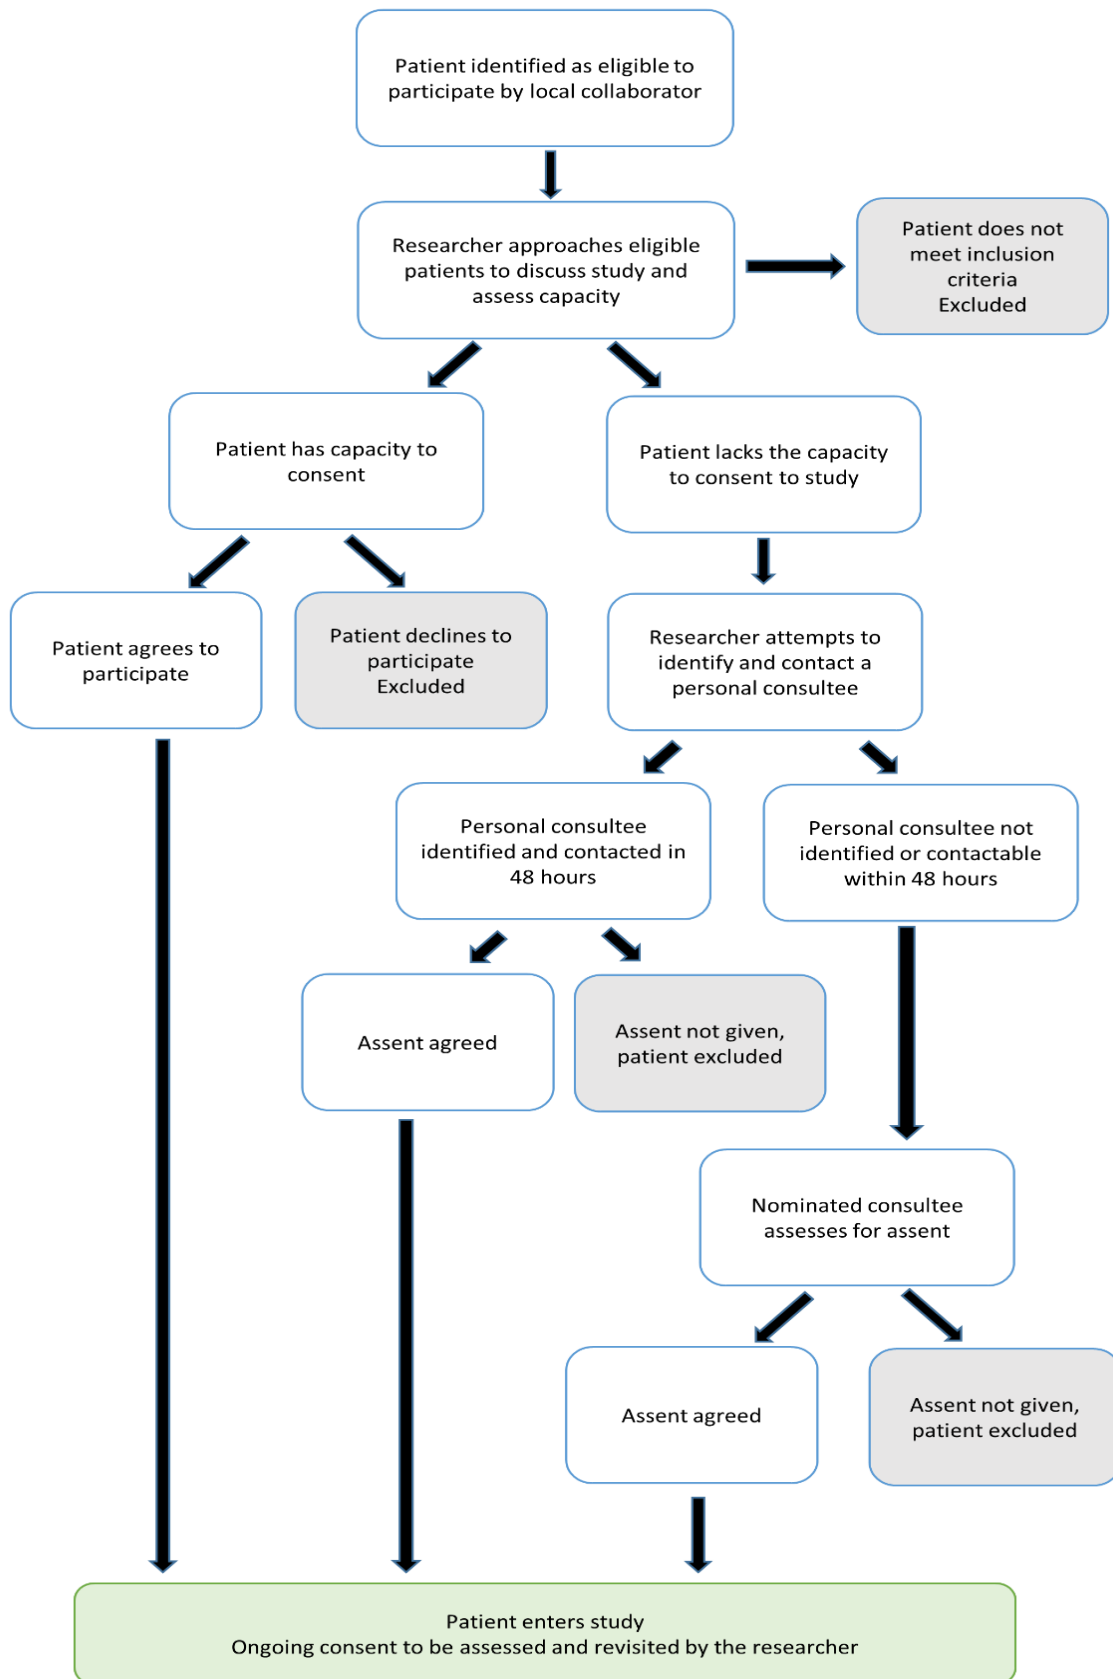 Patient identified as eligible to
participate by local collaborator
Researcher approaches eligible
patients to discuss study and
assess capacity
Patient does not
meet inclusion
criteria
Excluded
Patient has capacity to
consent
Patient lacks the capacity
to consent to study
Patient agrees to
participate
Patient declines to
participate
Excluded
Researcher attempts to
identify and contact a
personal consultee
Personal consultee
identified and contacted in
48 hours
Personal consultee not
identified or contactable
within 48 hours
Assent agreed
Assent not given,
patient excluded
Nominated consultee
assesses for assent
Assent agreed
Assent not given,
patient excluded
Patient enters study
Ongoing consent to be assessed and revisited by the researcher